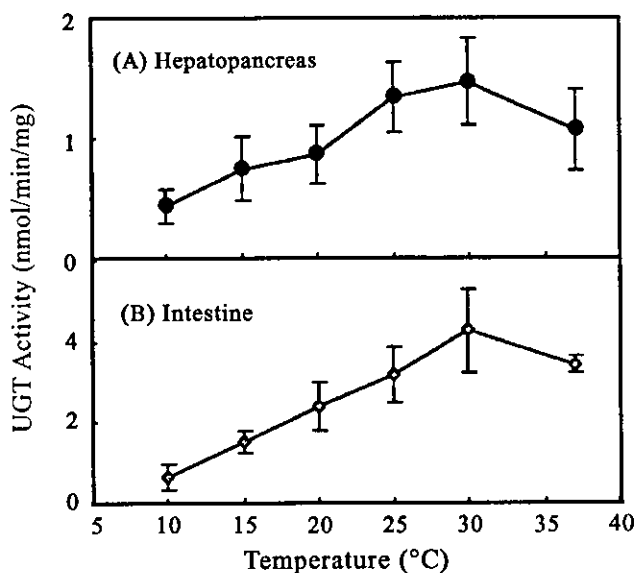 2
(A) Hepatopancreas
1
0
UGT Activity (nmol/min/mg)
(B) Intestine
4
2
0
5 10 15 20 25 30 35 40
Temperature (°C)